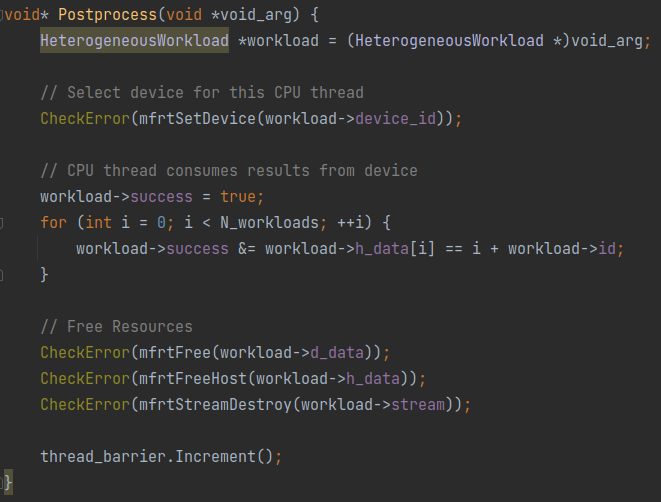 void* Postprocess(void *void_arg) {
    HeterogeneousWorkload *workload = (HeterogeneousWorkload *)void_arg;

    // Select device for this CPU thread
    CheckError(mfrtSetDevice(workload->device_id));

    // CPU thread consumes results from device
    workload->success = true;
    for (int i = 0; i < N_workloads; ++i) {
        workload->success &= workload->h_data[i] == i + workload->id;
    }

    // Free Resources
    CheckError(mfrtFree(workload->d_data));
    CheckError(mfrtFreeHost(workload->h_data));
    CheckError(mfrtStreamDestroy(workload->stream));

    thread_barrier.Increment();
}